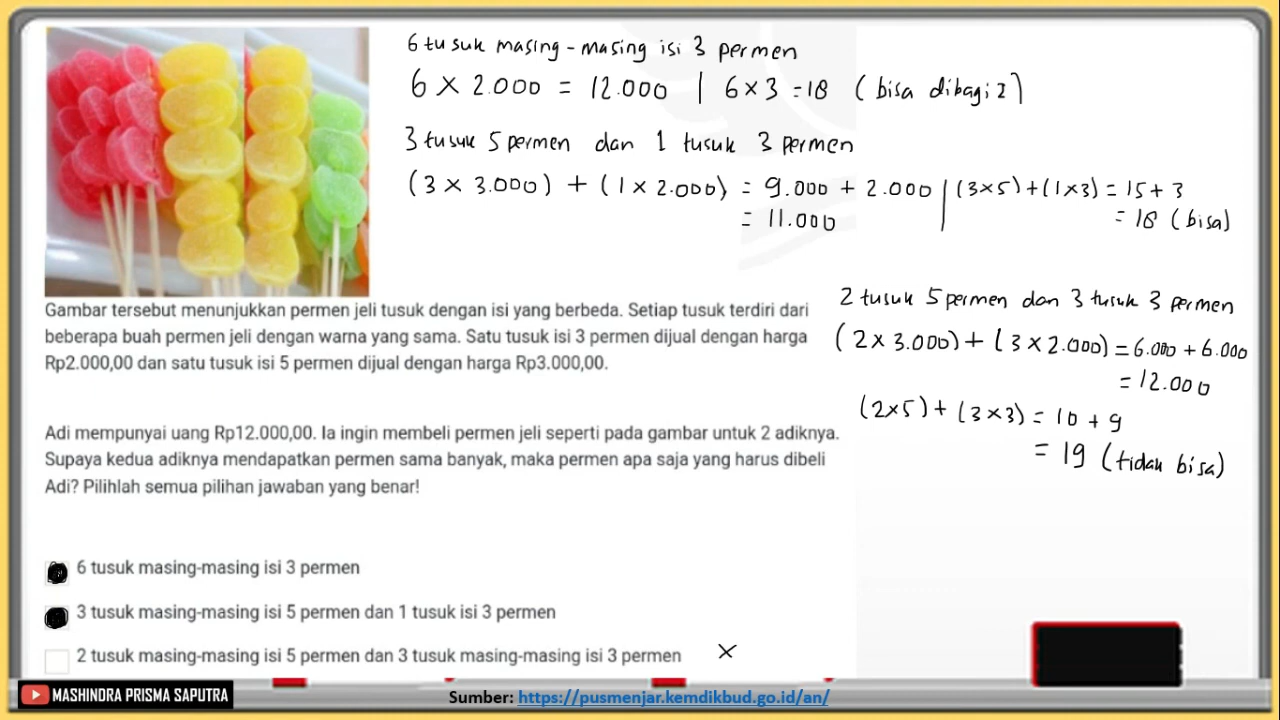 6 tusuk masing-masing isi 3 permen
6 × 2.000 = 12.000 | 6 × 3 = 18 (bisa dibagi 2)
3 tusuk 5 permen dan 1 tusuk 3 permen
(3 × 3.000) + (1 × 2.000) = 9.000 + 2.000 | (3×5) + (1×3) = 15 + 3
= 11.000
= 18 (bisa)
2 tusuk 5 permen dan 3 tusuk 3 permen
(2 × 3.000) + (3 × 2.000) = 6.000 + 6.000
= 12.000
(2×5) + (3×3) = 10 + 9
= 19 (tidak bisa)
Gambar tersebut menunjukkan permen jeli tusuk dengan isi yang berbeda. Setiap tusuk terdiri dari
beberapa buah permen jeli dengan warna yang sama. Satu tusuk isi 3 permen dijual dengan harga
Rp2.000,00 dan satu tusuk isi 5 permen dijual dengan harga Rp3.000,00.
Adi mempunyai uang Rp12.000,00. Ia ingin membeli permen jeli seperti pada gambar untuk 2 adiknya.
Supaya kedua adiknya mendapatkan permen sama banyak, maka permen apa saja yang harus dibeli
Adi? Pilihlah semua pilihan jawaban yang benar!
6 tusuk masing-masing isi 3 permen
3 tusuk masing-masing isi 5 permen dan 1 tusuk isi 3 permen
2 tusuk masing-masing isi 5 permen dan 3 tusuk masing-masing isi 3 permen ×
MASHINDRA PRISMA SAPUTRA
Sumber: https://pusmenjar.kemdikbud.go.id/an/